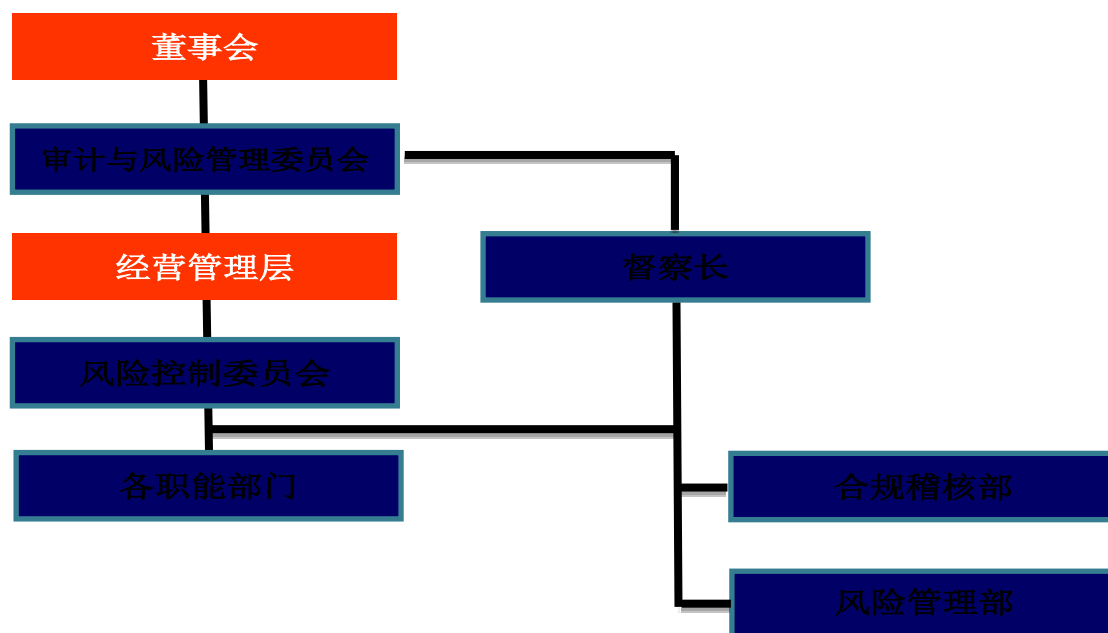 董事会
审计与风险管理委员会
经营管理层
督察长
风险控制委员会
各职能部门
合规稽核部
风险管理部